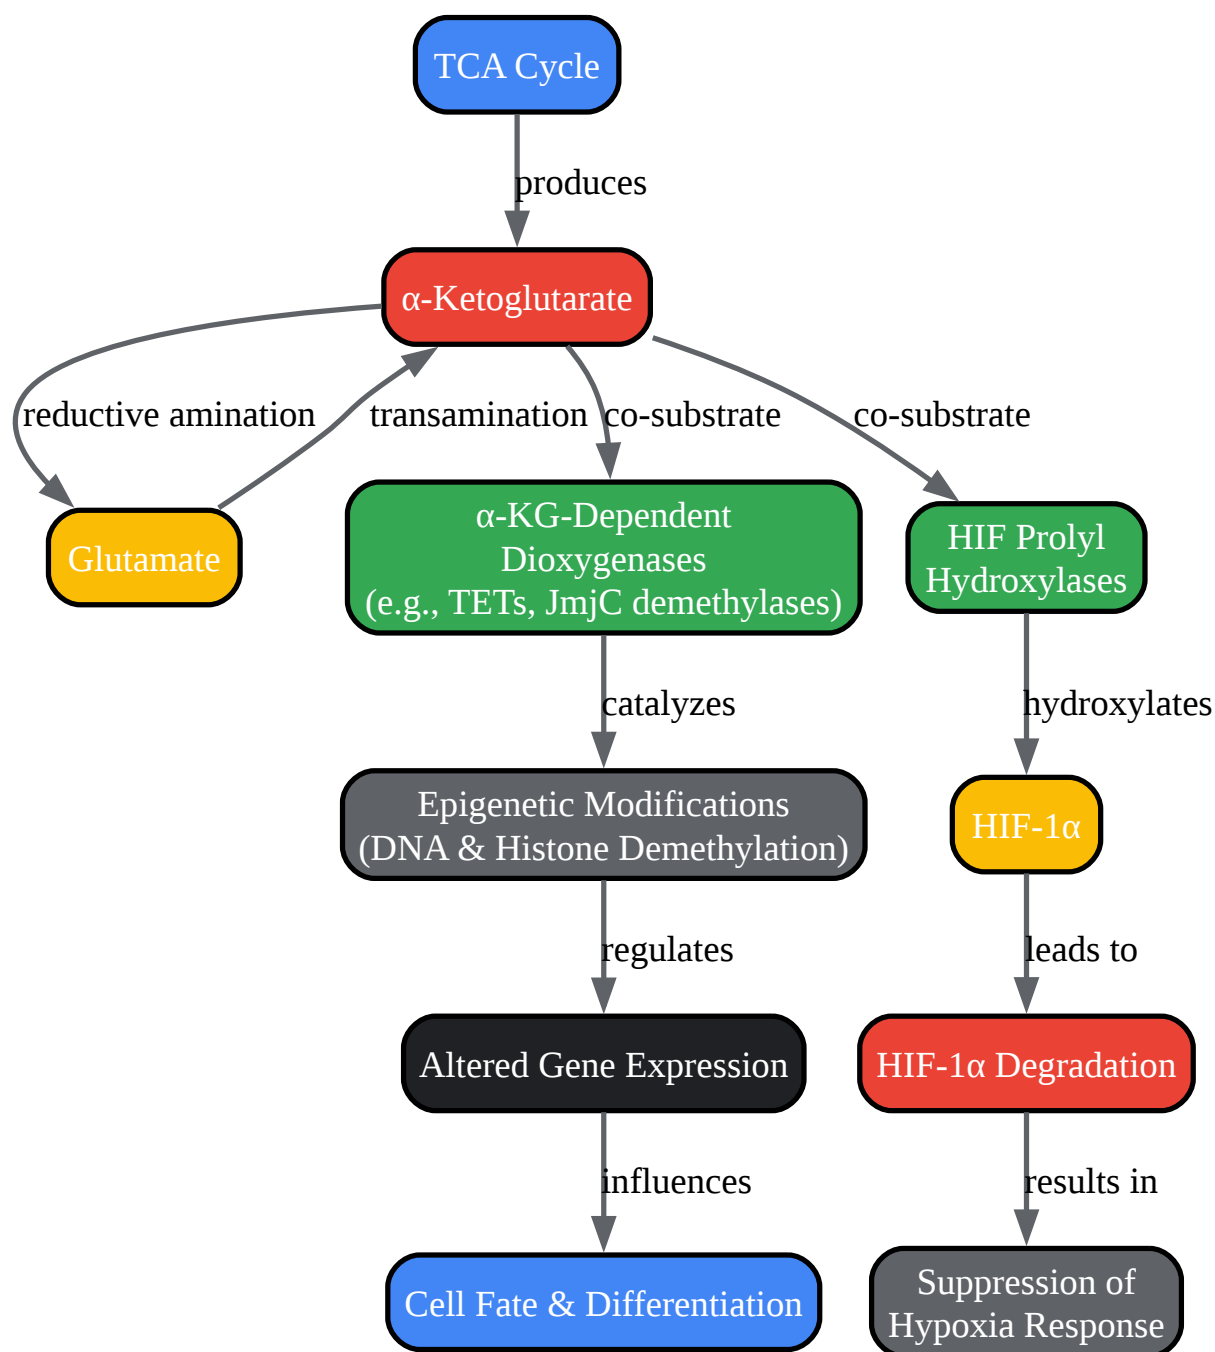 TCA Cycle
produces
α-Ketoglutarate
reductive amination
transamination
co-substrate
co-substrate
Glutamate
α-KG-Dependent
Dioxygenases
(e.g., TETs, JmjC demethylases)
HIF Prolyl
Hydroxylases
catalyzes
hydroxylates
Epigenetic Modifications
(DNA & Histone Demethylation)
HIF-1α
regulates
leads to
Altered Gene Expression
HIF-1α Degradation
influences
results in
Cell Fate & Differentiation
Suppression of
Hypoxia Response